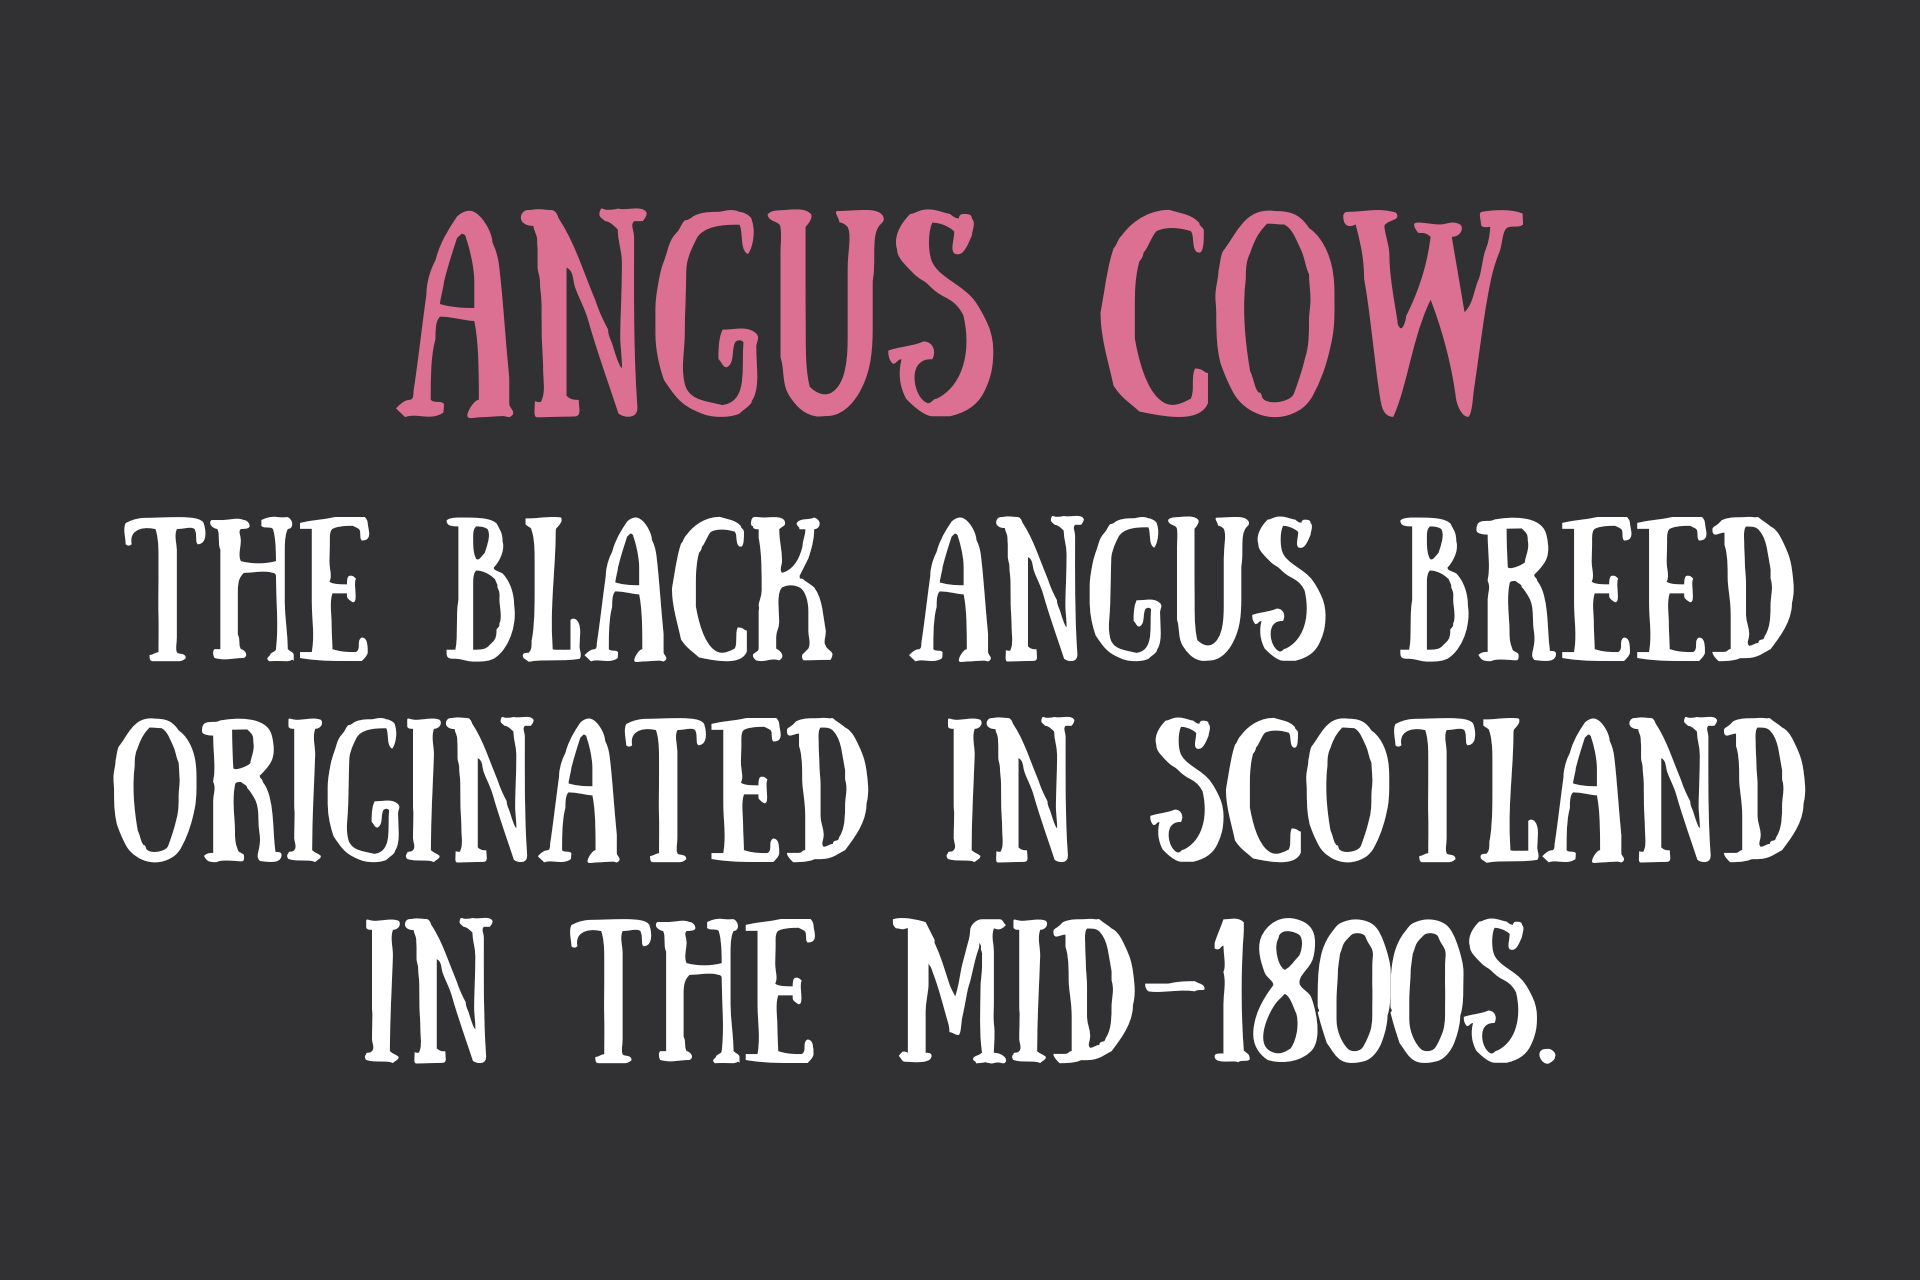 ANGUS COW
THE BLACK ANGUS BREED
ORIGINATED IN SCOTLAND
IN THE MID-1800S.